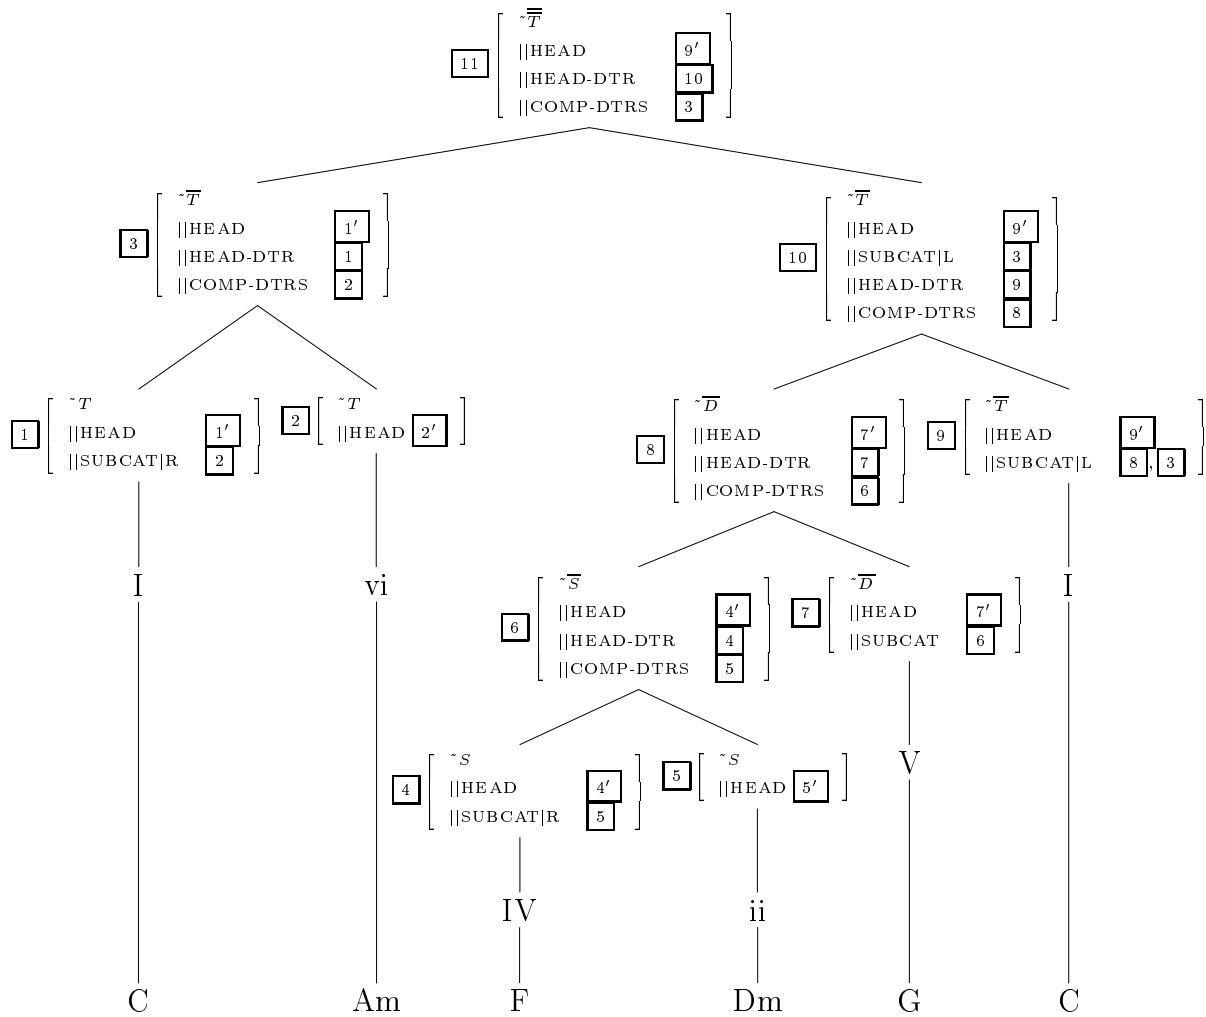 ˜T̿
11
||HEAD 9′
||HEAD-DTR 10
||COMP-DTRS 3
˜T̅
3
||HEAD 1′
||HEAD-DTR 1
||COMP-DTRS 2
˜T̅
10
||HEAD 9′
||SUBCAT|L 3
||HEAD-DTR 9
||COMP-DTRS 8
˜T
1
||HEAD 1′
||SUBCAT|R 2
˜T
2
||HEAD 2′
˜D̅
8
||HEAD 7′
||HEAD-DTR 7
||COMP-DTRS 6
˜T̅
9
||HEAD 9′
||SUBCAT|L 8, 3
I
vi
˜S̅
6
||HEAD 4′
||HEAD-DTR 4
||COMP-DTRS 5
˜D̅
7
||HEAD 7′
||SUBCAT 6
I
˜S
4
||HEAD 4′
||SUBCAT|R 5
˜S
5
||HEAD 5′
V
IV
ii
C Am F Dm G C